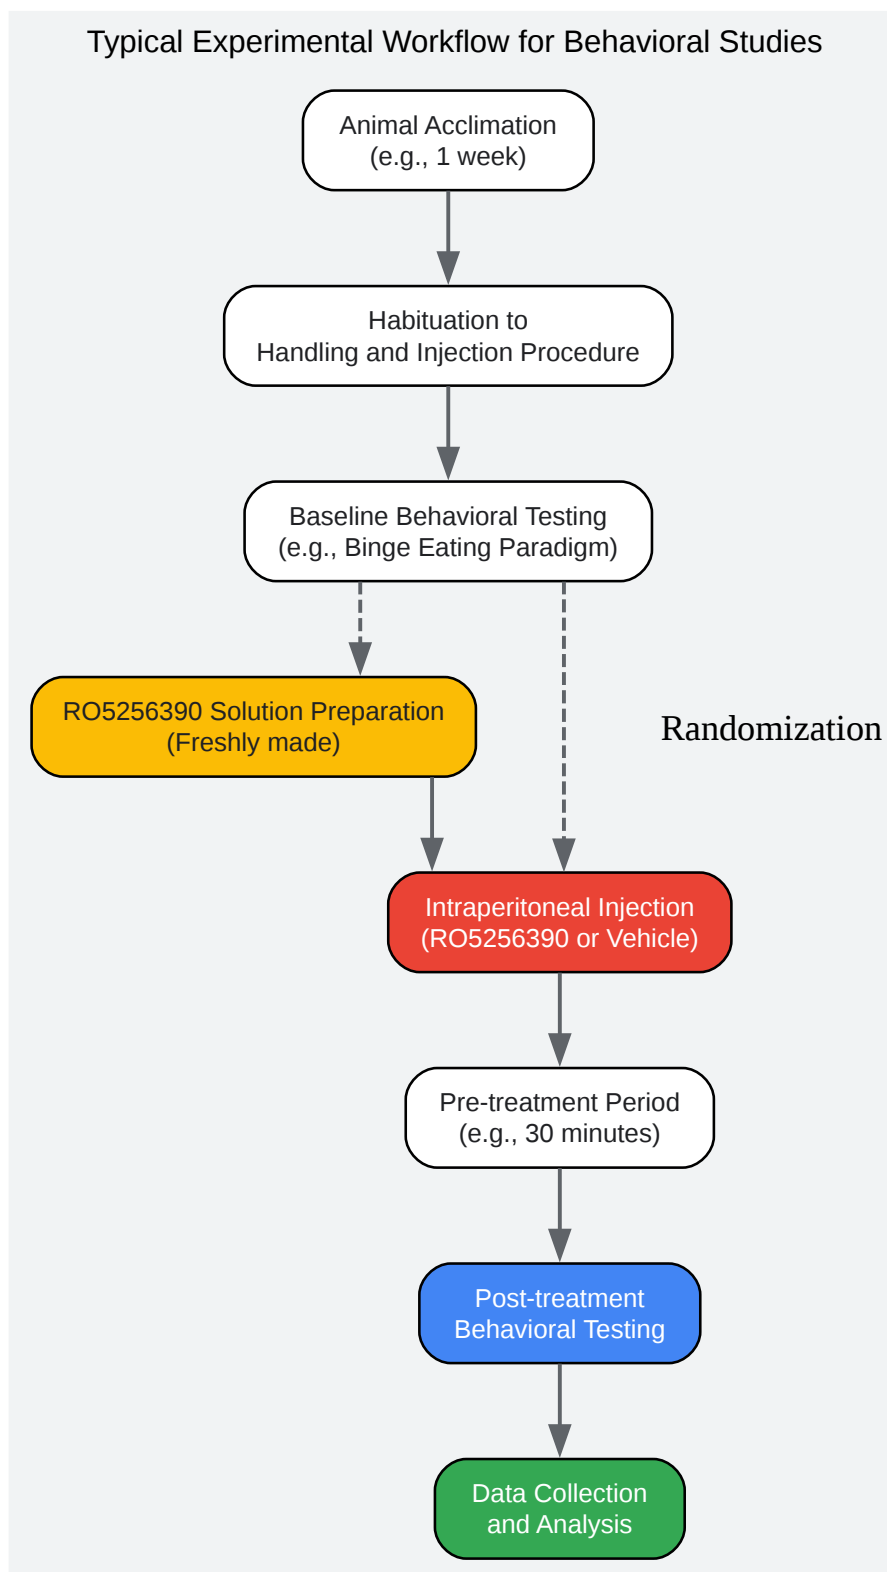 Typical Experimental Workflow for Behavioral Studies
Animal Acclimation
(e.g., 1 week)
Habituation to
Handling and Injection Procedure
Baseline Behavioral Testing
(e.g., Binge Eating Paradigm)
RO5256390 Solution Preparation
(Freshly made)
Randomization
Intraperitoneal Injection
(RO5256390 or Vehicle)
Pre-treatment Period
(e.g., 30 minutes)
Post-treatment
Behavioral Testing
Data Collection
and Analysis